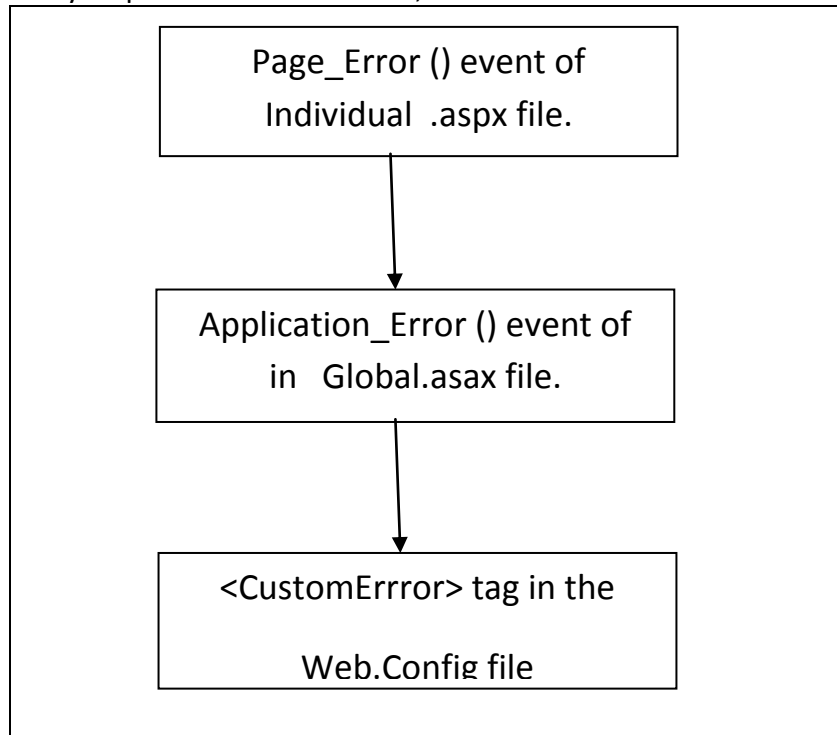 Page_Error () event of
Individual .aspx file.
Application_Error () event of
in Global.asax file.
<CustomErrror> tag in the
Web.Config file